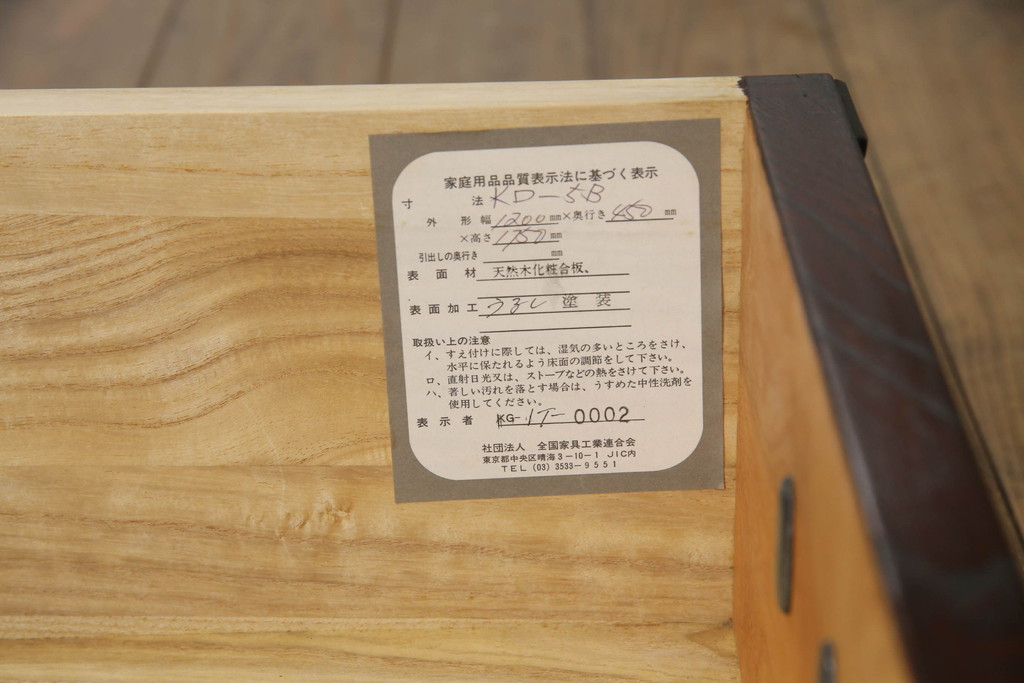 家庭用品品質表示法に基づく表示
寸法 KD-5B
外形幅 1200 mm×奥行き 450 mm
×高さ 1750 mm
引出しの奥行き mm
表面材 天然木化粧合板、
表面加工 うるし 塗装
取扱い上の注意
イ、すえ付けに際しては、湿気の多いところをさけ、
水平に保たれるよう床面の調節をして下さい。
ロ、直射日光又は、ストーブなどの熱をさけて下さい。
ハ、著しい汚れを落とす場合は、うすめた中性洗剤を
使用してください。
表示者 KG-1T-0002
社団法人 全国家具工業連合会
東京都中央区晴海3-10-1 JIC内
TEL (03) 3533-9551